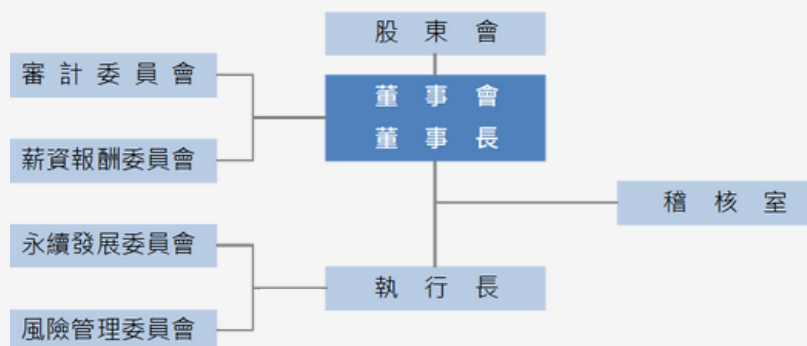 股東會
審計委員會
董事會
董事長
薪資報酬委員會
稽核室
永續發展委員會
執行長
風險管理委員會